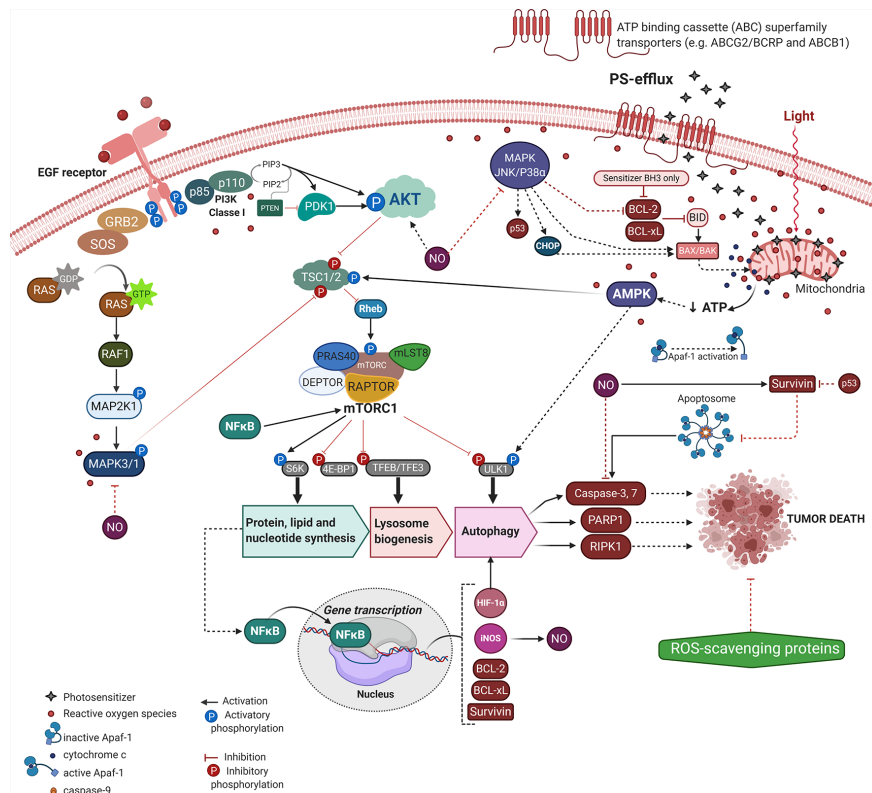 ATP binding cassette (ABC) superfamily
transporters (e.g. ABCG2/BCRP and ABCB1)
PS-efflux
Light
EGF receptor
P
P
P
P
p85
p110
PI3K
Classe I
PIP3
PIP2
PTEN
PDK1
P
AKT
GRB2
SOS
MAPK
JNK/P38α
p53
CHOP
Sensitizer BH3 only
BCL-2
BCL-xL
BID
BAX/BAK
Mitochondria
NO
RAS
GDP
RAS
GTP
RAF1
MAP2K1
P
MAPK3/1
P
NO
P
TSC1/2
P
P
Rheb
AMPK
↓ ATP
Apaf-1 activation
P
PRAS40
mLST8
mTORC
DEPTOR
RAPTOR
mTORC1
NFκB
P
S6K
P
4E-BP1
P
TFEB/TFE3
P
P
ULK1
NO
Survivin
p53
Apoptosome
Protein, lipid and
nucleotide synthesis
Lysosome
biogenesis
Autophagy
Caspase-3, 7
PARP1
RIPK1
TUMOR DEATH
NFκB
Gene transcription
NFκB
Nucleus
HIF-1α
iNOS
NO
BCL-2
BCL-xL
Survivin
ROS-scavenging proteins
Photosensitizer
Reactive oxygen species
inactive Apaf-1
cytochrome c
active Apaf-1
caspase-9
Activation
P
Activatory
phosphorylation
Inhibition
P
Inhibitory
phosphorylation